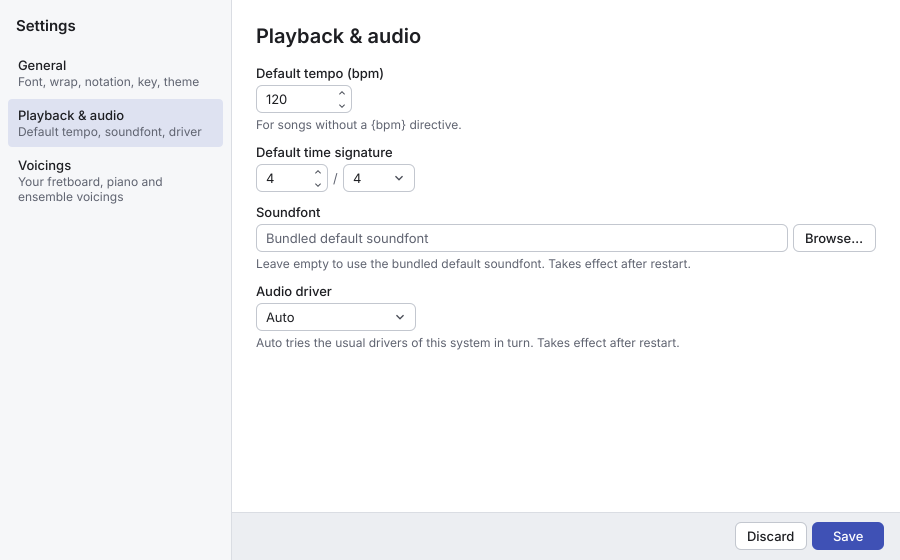 Settings
General
Font, wrap, notation, key, theme
Playback & audio
Default tempo, soundfont, driver
Voicings
Your fretboard, piano and
ensemble voicings
Playback & audio
Default tempo (bpm)
120
For songs without a {bpm} directive.
Default time signature
4 / 4
Soundfont
Bundled default soundfont Browse...
Leave empty to use the bundled default soundfont. Takes effect after restart.
Audio driver
Auto
Auto tries the usual drivers of this system in turn. Takes effect after restart.
Discard Save